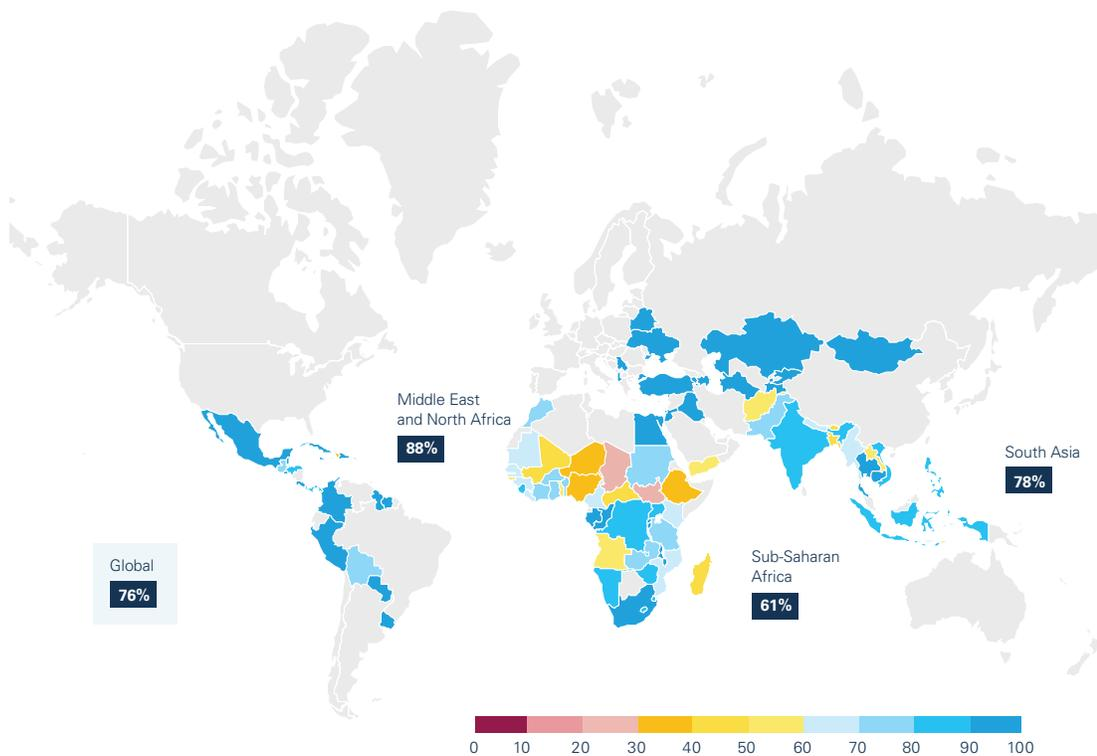 Middle East
and North Africa
88%
South Asia
78%
Global
76%
Sub-Saharan
Africa
61%
0 10 20 30 40 50 60 70 80 90 100